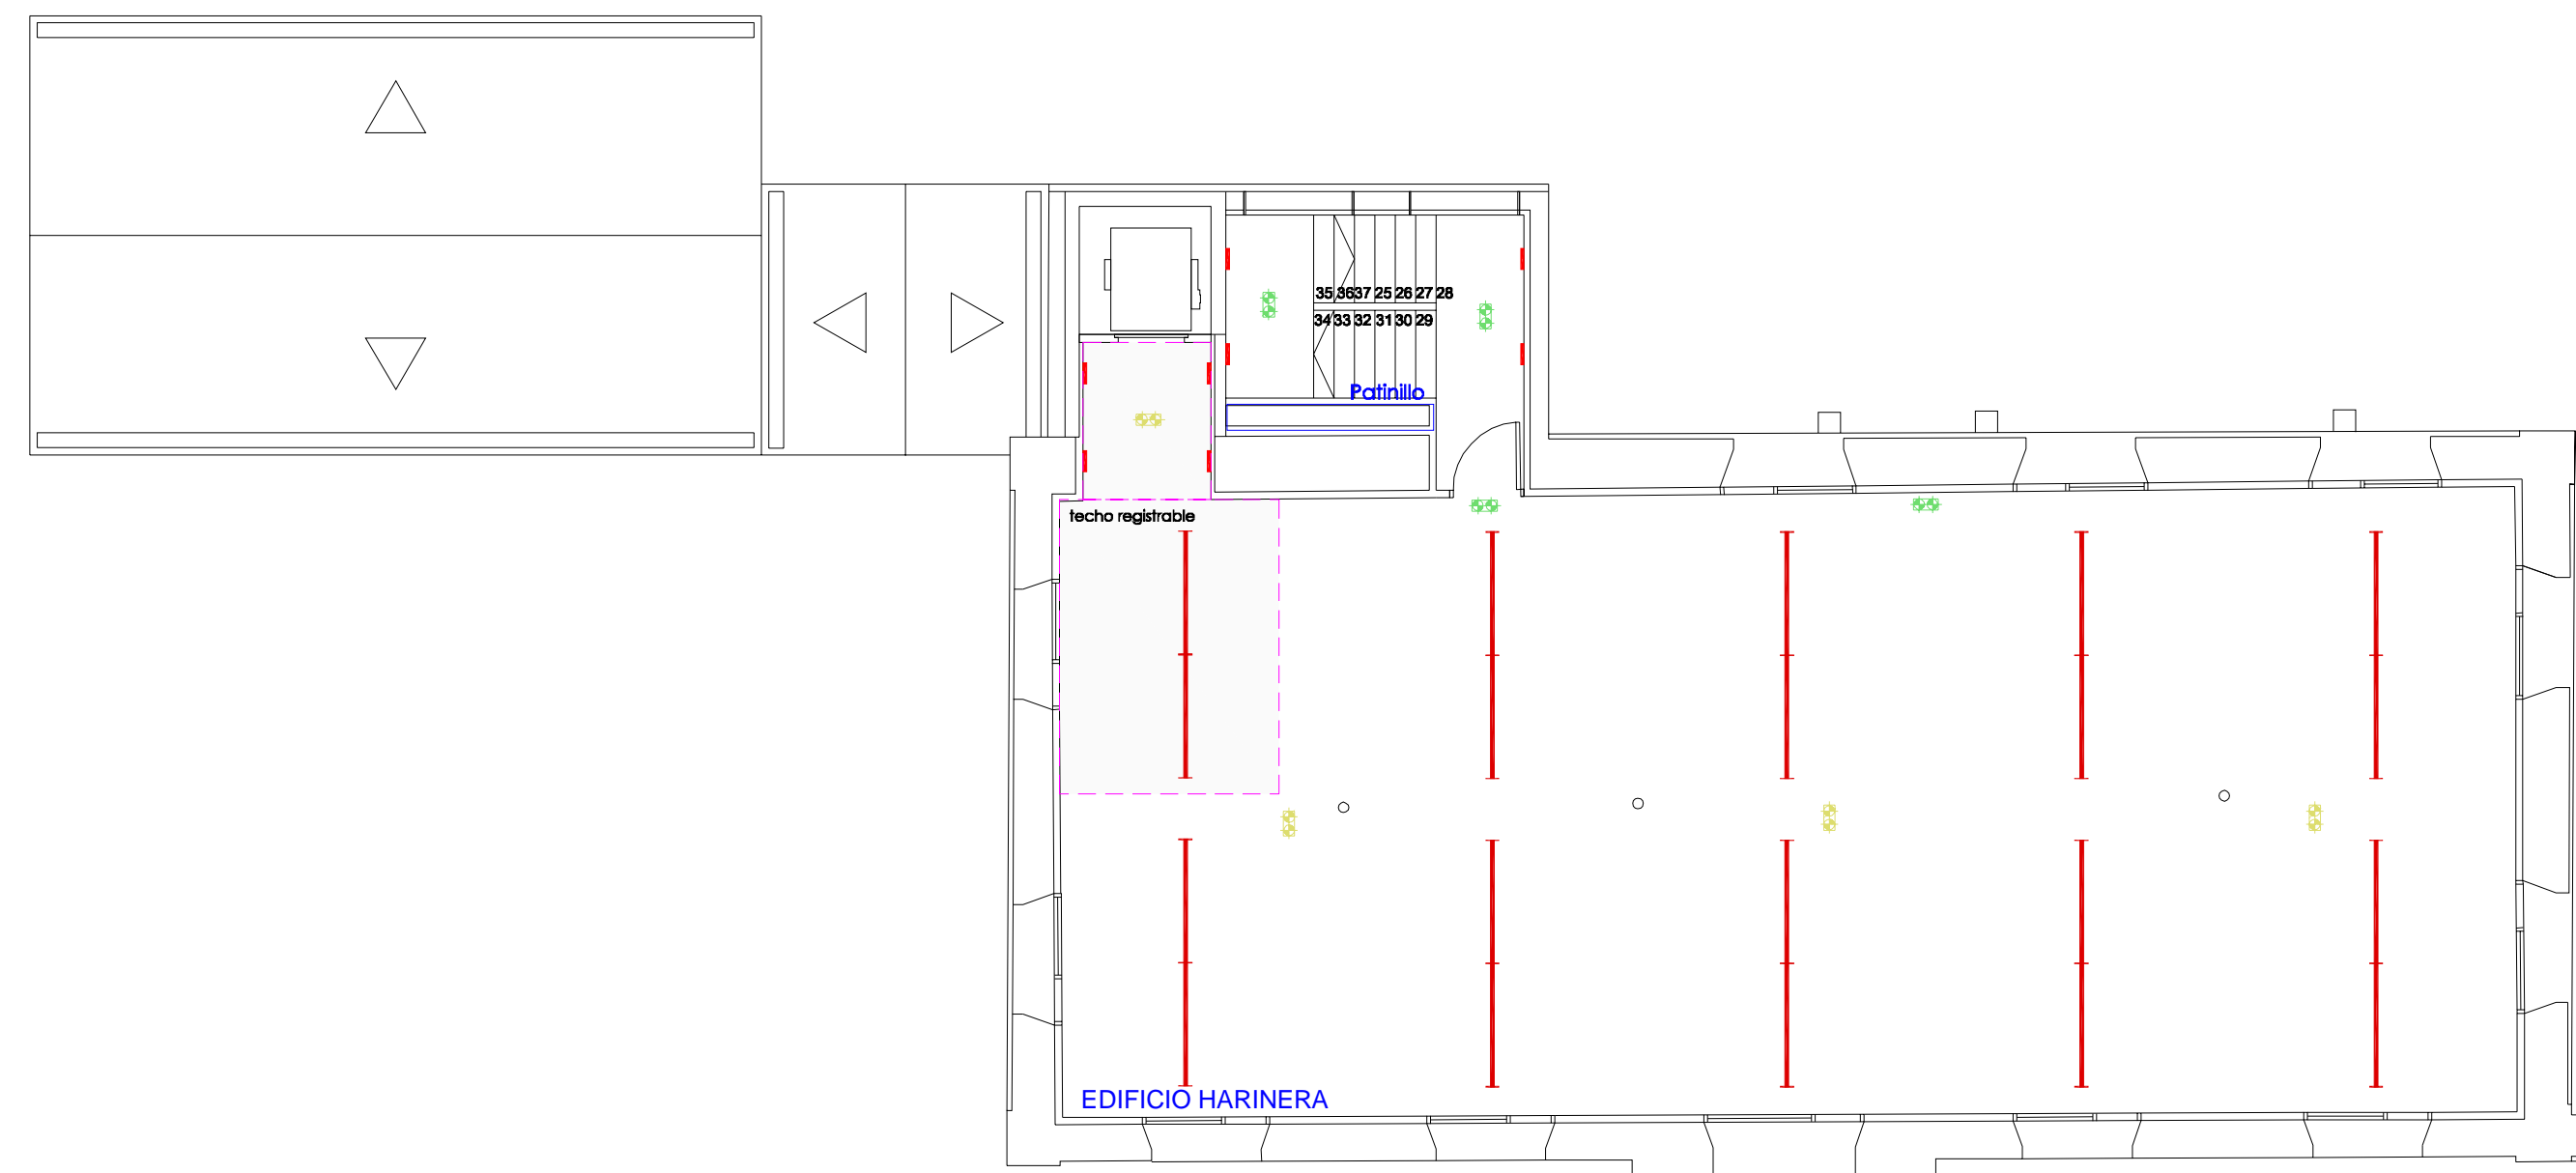 35 36 37 25 26 27 28
34 33 32 31 30 29
Patinillo
techo registrable
EDIFICIO HARINERA